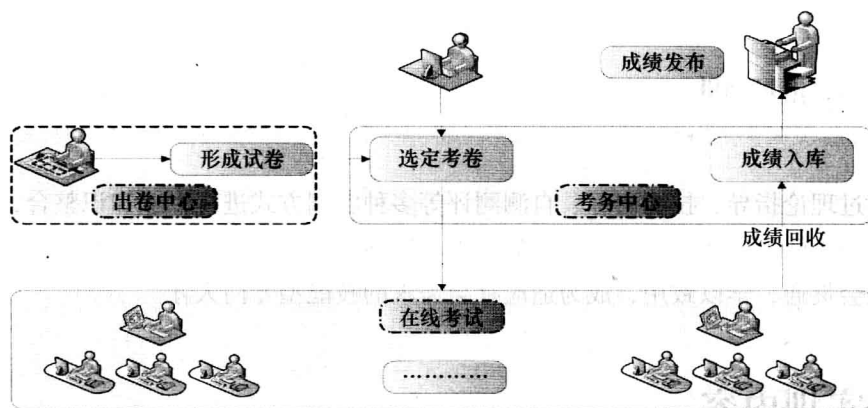 成绩发布
形成试卷
选定考卷
成绩入库
出卷中心
考务中心
成绩回收
在线考试
…………